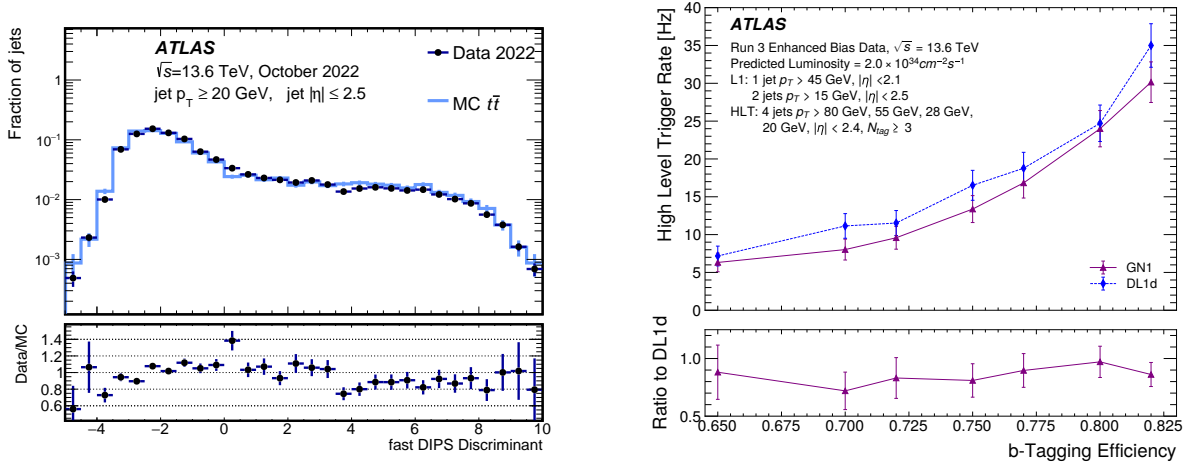 Fraction of jets
1
10⁻¹
10⁻²
10⁻³
ATLAS
√s=13.6 TeV, October 2022
jet p_T ≥ 20 GeV, jet |η| ≤ 2.5
Data 2022
MC tt̄
Data/MC
1.4
1.2
1
0.8
0.6
−4 −2 0 2 4 6 8 10
fast DIPS Discriminant
High Level Trigger Rate [Hz]
40
35
30
25
20
15
10
5
0
ATLAS
Run 3 Enhanced Bias Data, √s = 13.6 TeV
Predicted Luminosity = 2.0 × 10³⁴cm⁻²s⁻¹
L1: 1 jet p_T > 45 GeV, |η| <2.1
2 jets p_T > 15 GeV, |η| <2.5
HLT: 4 jets p_T > 80 GeV, 55 GeV, 28 GeV,
20 GeV, |η| < 2.4, N_tag ≥ 3
GN1
DL1d
Ratio to DL1d
1.0
0.5
0.650 0.675 0.700 0.725 0.750 0.775 0.800 0.825
b-Tagging Efficiency